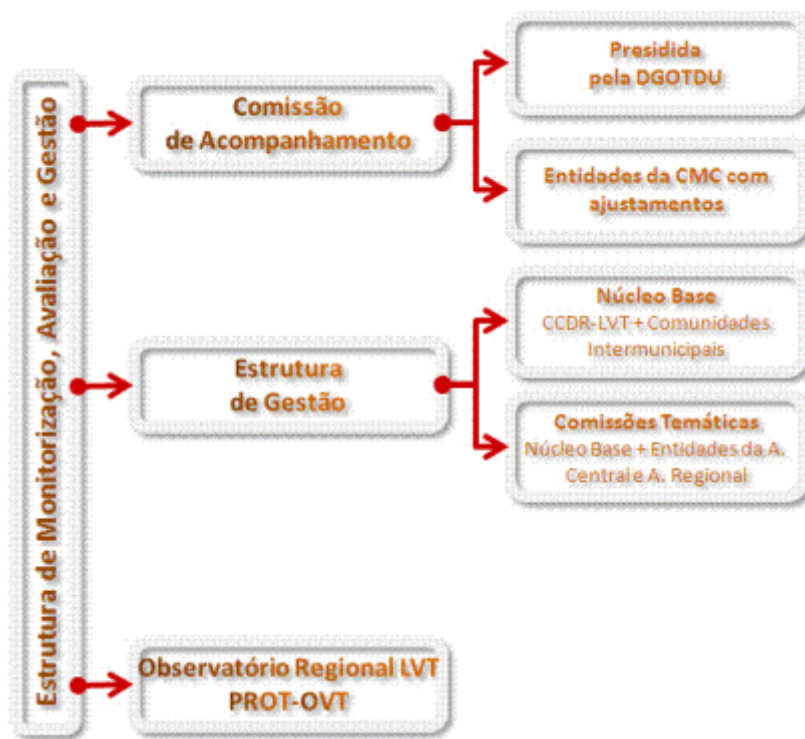 Estrutura de Monitorização, Avaliação e Gestão
Comissão
de Acompanhamento
Presidida
pela DGOTDU
Entidades da CMC com
ajustamentos
Estrutura
de Gestão
Núcleo Base
CCDR-LVT + Comunidades
Intermunicipais
Comissões Temáticas
Núcleo Base + Entidades da A.
Central e A. Regional
Observatório Regional LVT
PROT-OVT